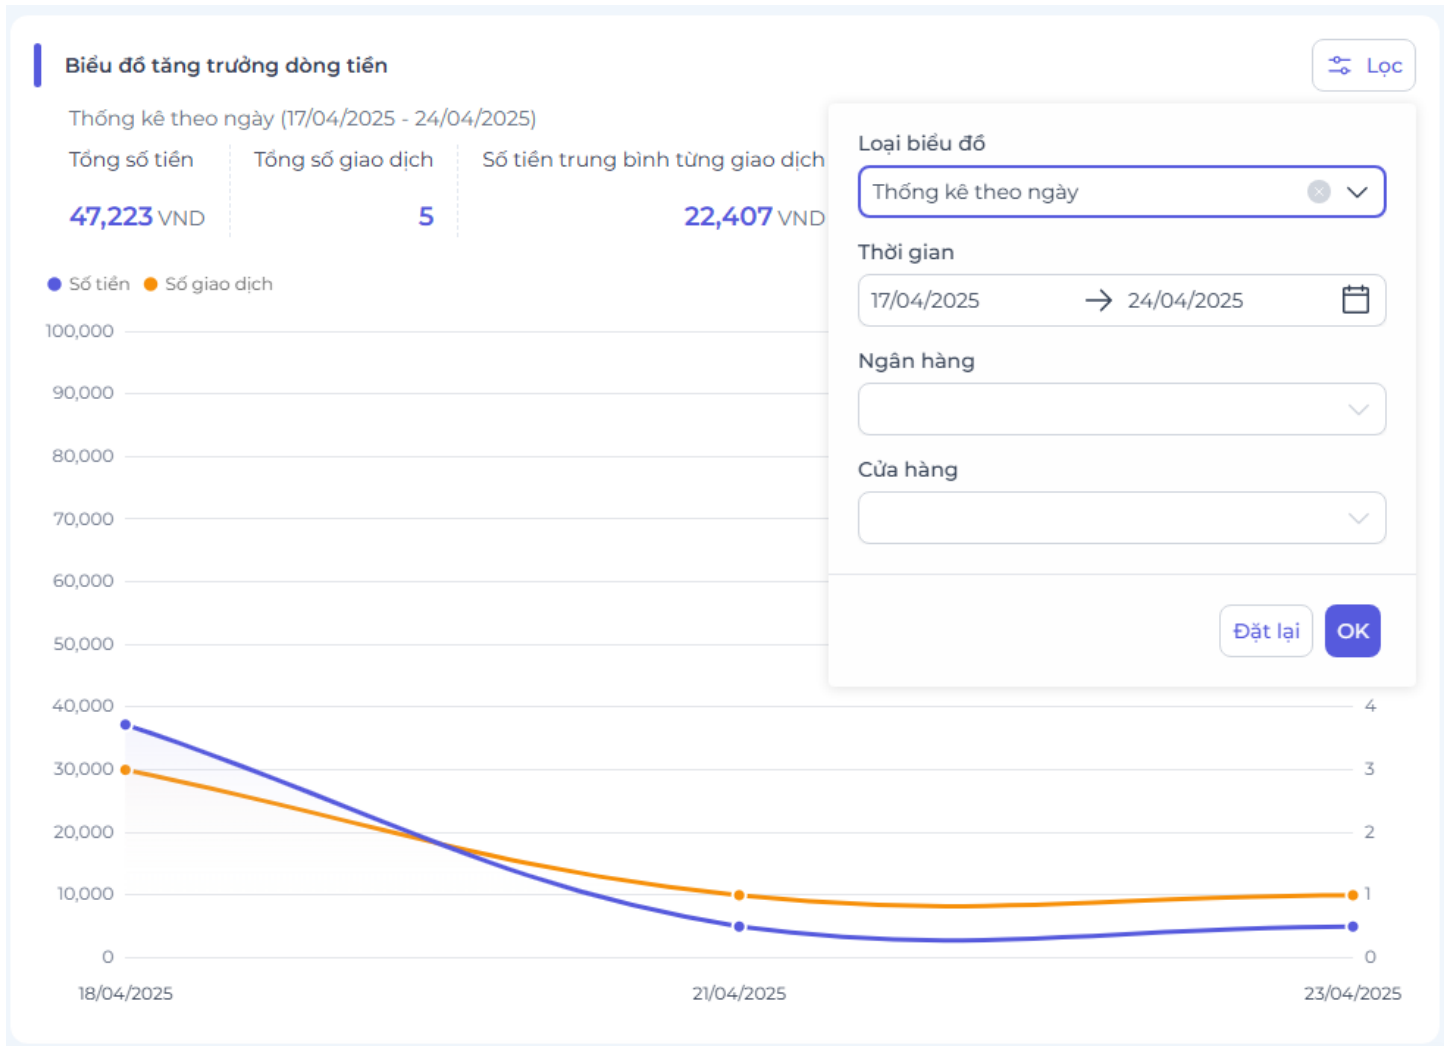 Biểu đồ tăng trưởng dòng tiền
Lọc
Thống kê theo ngày (17/04/2025 - 24/04/2025)
Tổng số tiền
Tổng số giao dịch
Số tiền trung bình từng giao dịch
47,223 VND
5
22,407 VND
Số tiền
Số giao dịch
Loại biểu đồ
Thống kê theo ngày
Thời gian
17/04/2025
24/04/2025
Ngân hàng
Cửa hàng
Đặt lại
OK
100,000
90,000
80,000
70,000
60,000
50,000
40,000
30,000
20,000
10,000
0
4
3
2
1
0
18/04/2025
21/04/2025
23/04/2025